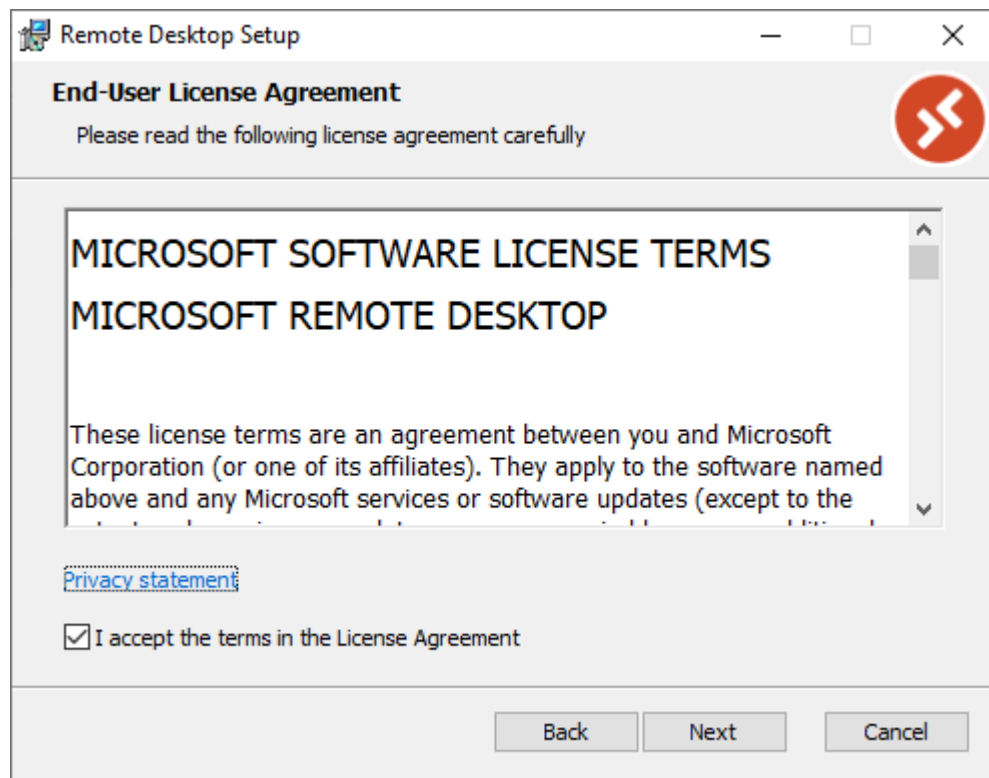 Remote Desktop Setup
End-User License Agreement
Please read the following license agreement carefully
MICROSOFT SOFTWARE LICENSE TERMS
MICROSOFT REMOTE DESKTOP
These license terms are an agreement between you and Microsoft
Corporation (or one of its affiliates). They apply to the software named
above and any Microsoft services or software updates (except to the
Privacy statement
I accept the terms in the License Agreement
Back Next Cancel